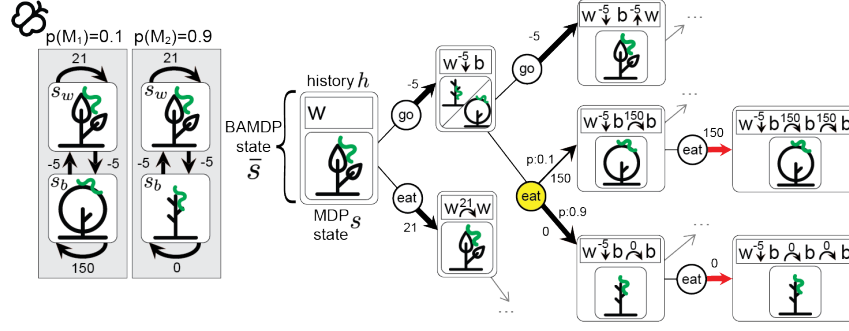 p(M₁)=0.1 p(M₂)=0.9
21 21
s_w s_w
-5 -5 -5 -5
s_b s_b
150 0
BAMDP
state
s̄
history h
w
MDP
state s
go
-5
eat
21
w -5 b
w 21 w
...
go
-5
eat
p:0.1
150
p:0.9
0
w -5 b -5 w
...
w -5 b 150 b
...
eat
150
w -5 b 150 b 150 b
w -5 b 0 b
...
eat
0
w -5 b 0 b 0 b